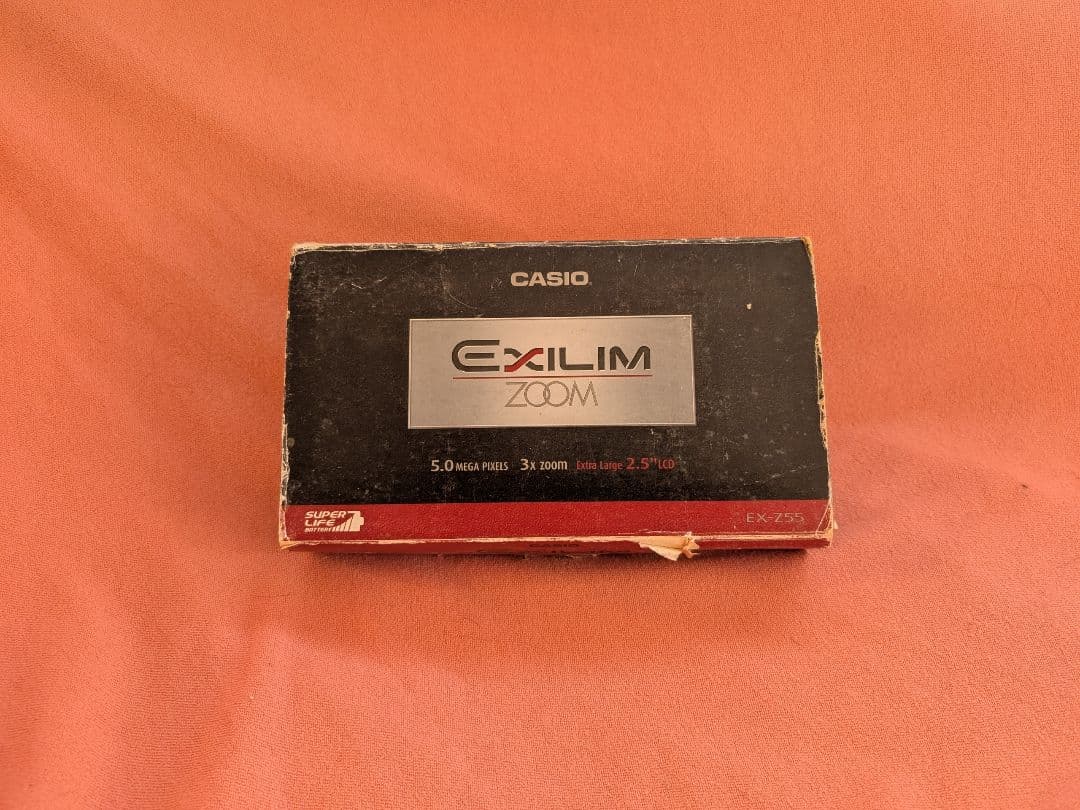 CASIO
EXILIM
ZOOM
5.0 MEGA PIXELS 3x zoom Extra Large 2.5" LCD
SUPER
LIFE
BATTERY
EX-Z55